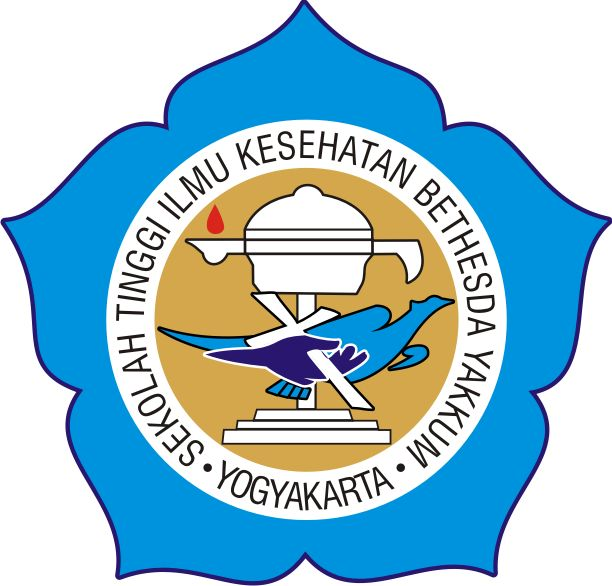 SEKOLAH TINGGI ILMU KESEHATAN BETHESDA YAKKUM
• YOGYAKARTA •